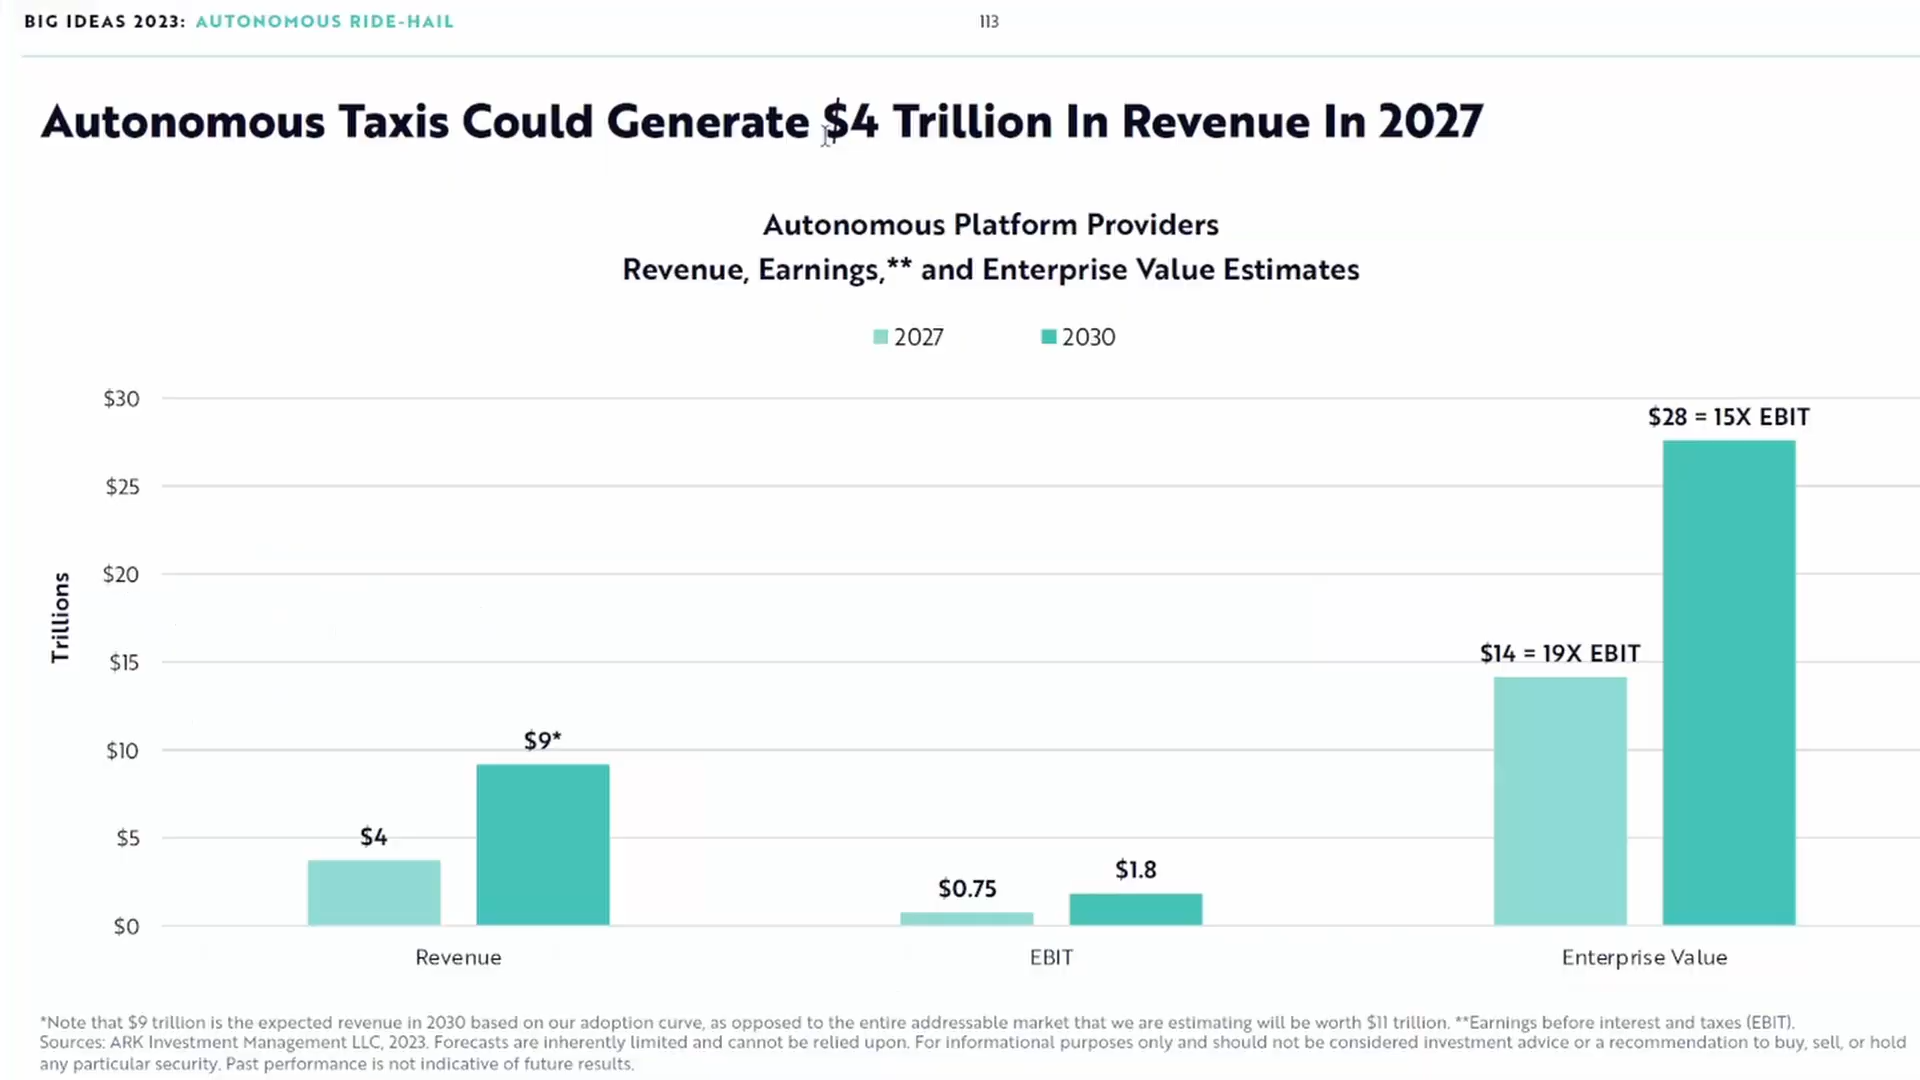 BIG IDEAS 2023: AUTONOMOUS RIDE-HAIL
113
Autonomous Taxis Could Generate $4 Trillion In Revenue In 2027
Autonomous Platform Providers
Revenue, Earnings,** and Enterprise Value Estimates
2027
2030
Trillions
$30
$25
$20
$15
$10
$5
$0
$4
$9*
$0.75
$1.8
$14 = 19X EBIT
$28 = 15X EBIT
Revenue
EBIT
Enterprise Value
*Note that $9 trillion is the expected revenue in 2030 based on our adoption curve, as opposed to the entire addressable market that we are estimating will be worth $11 trillion. **Earnings before interest and taxes (EBIT).
Sources: ARK Investment Management LLC, 2023. Forecasts are inherently limited and cannot be relied upon. For informational purposes only and should not be considered investment advice or a recommendation to buy, sell, or hold
any particular security. Past performance is not indicative of future results.